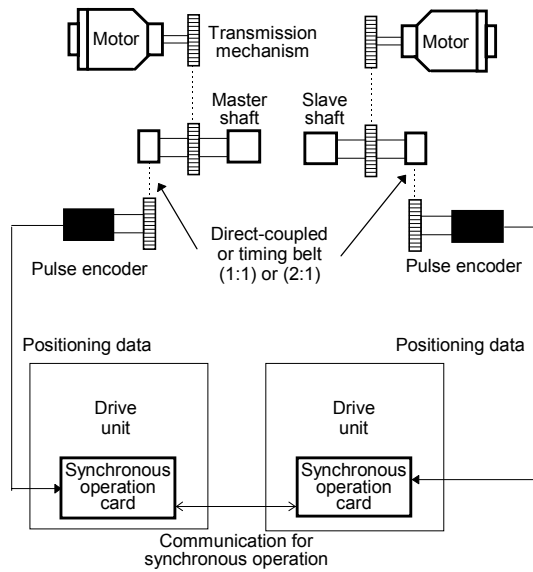 Motor
Transmission
mechanism
Motor
Master
shaft
Slave
shaft
Direct-coupled
or timing belt
(1:1) or (2:1)
Pulse encoder
Pulse encoder
Positioning data
Positioning data
Drive
unit
Synchronous
operation
card
Drive
unit
Synchronous
operation
card
Communication for
synchronous operation